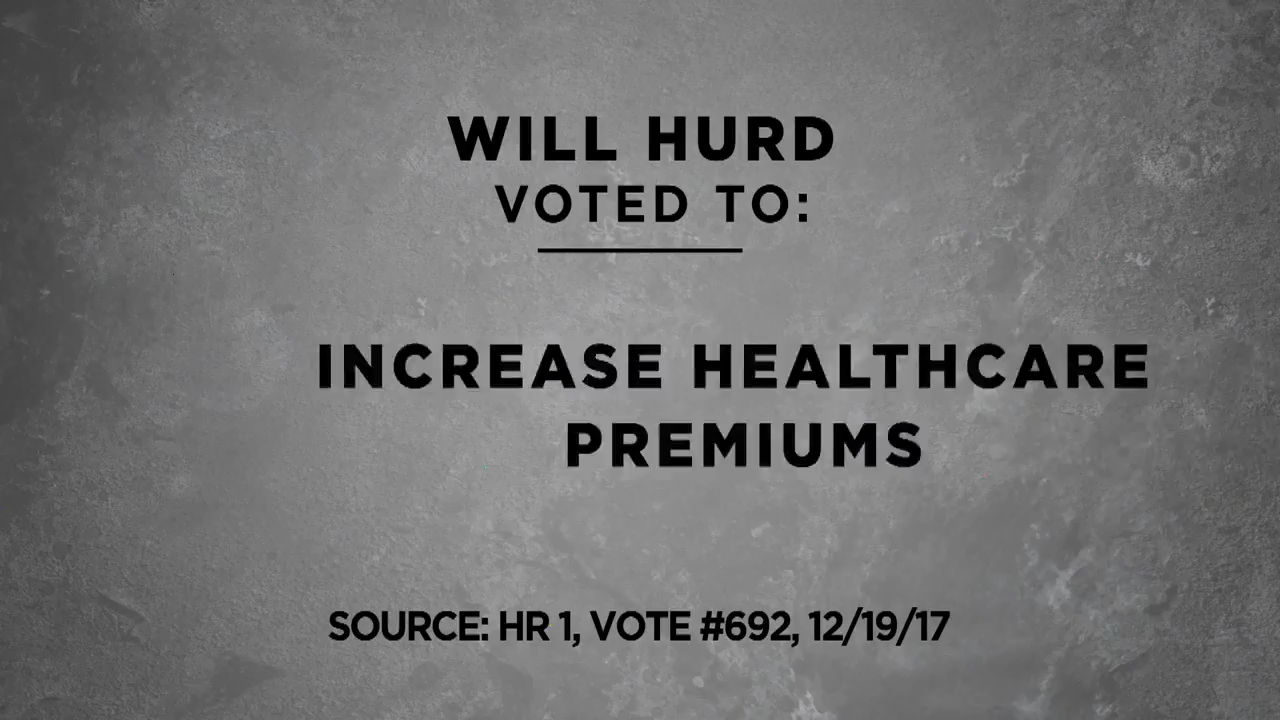 WILL HURD
VOTED TO:
INCREASE HEALTHCARE
PREMIUMS
SOURCE: HR 1, VOTE #692, 12/19/17